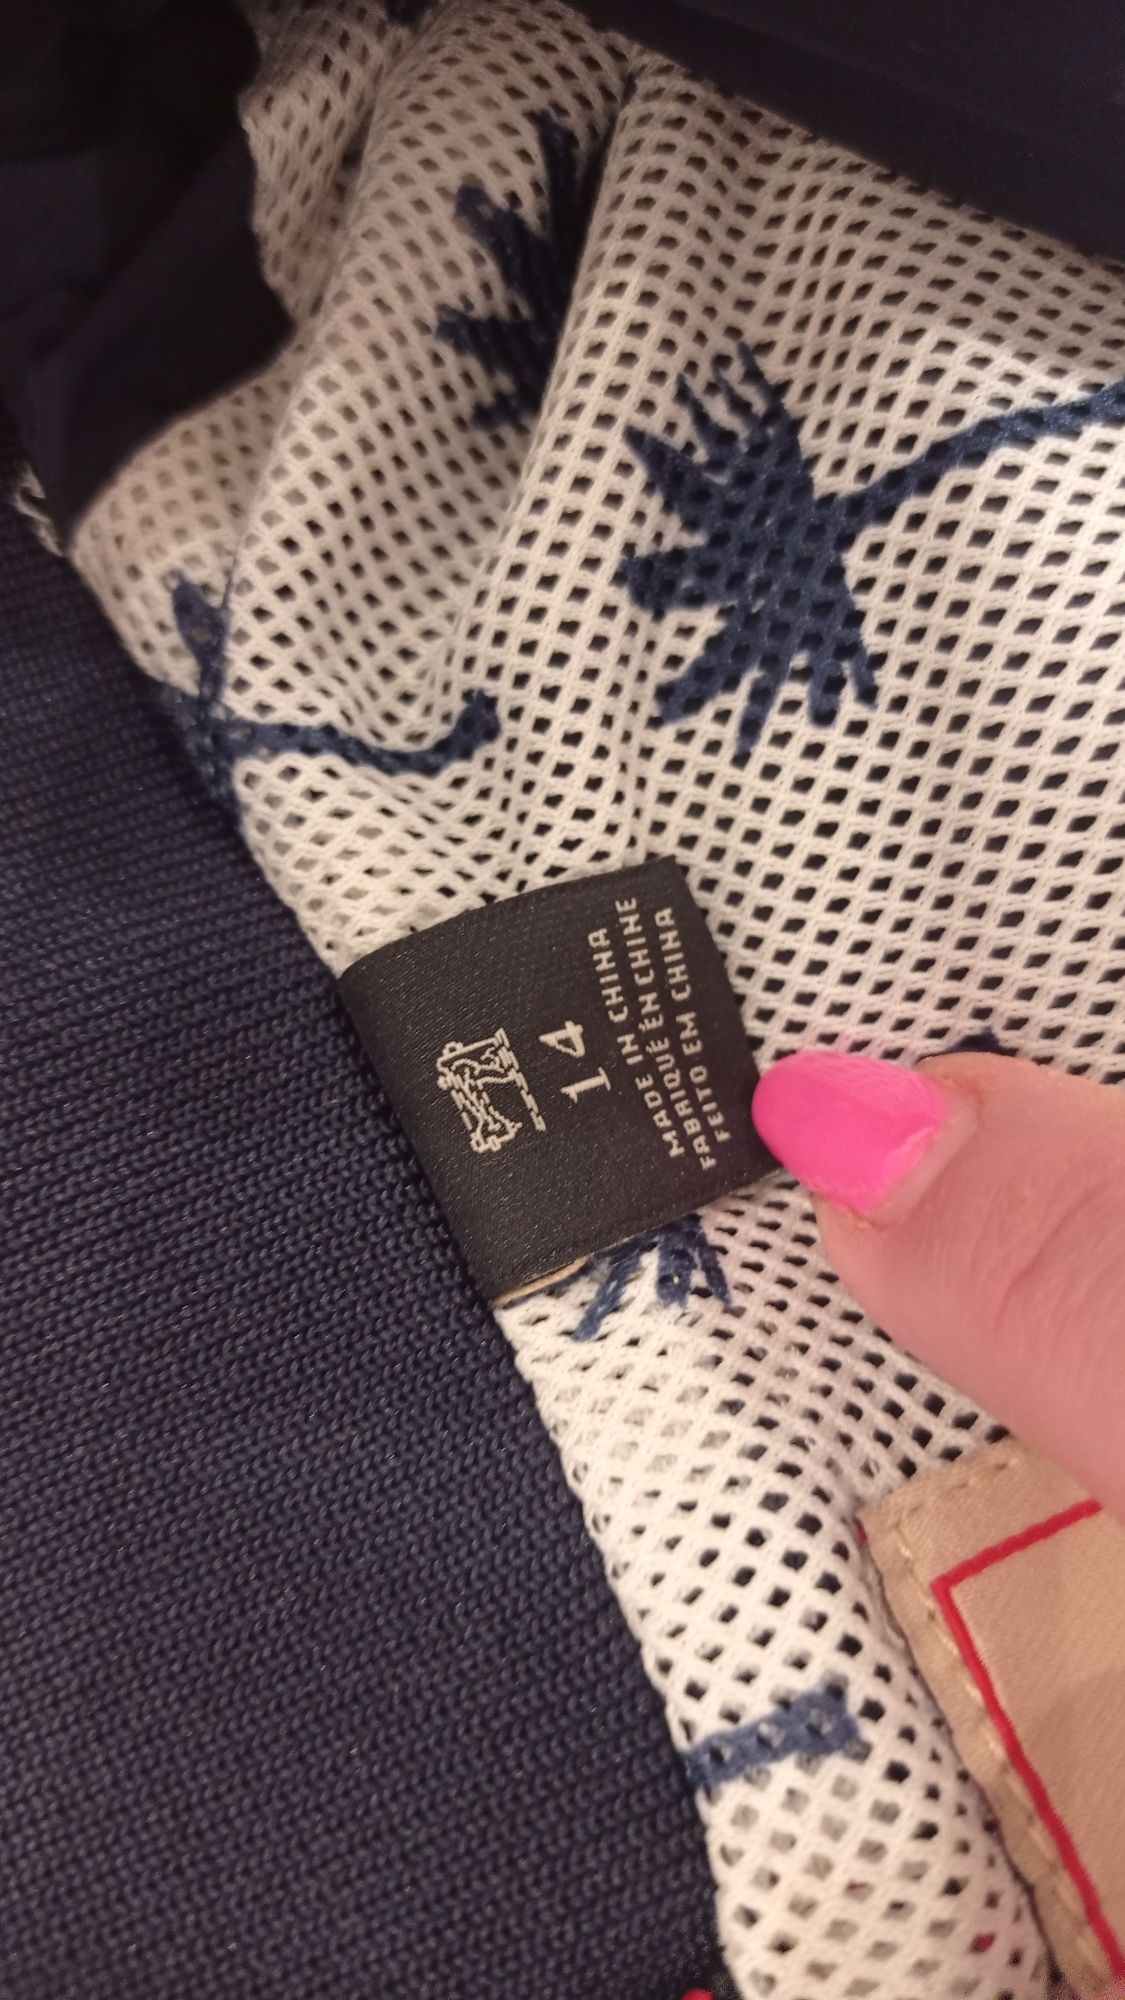 14
MADE IN CHINA
FABRIQUÉ EN CHINE
FEITO EM CHINA